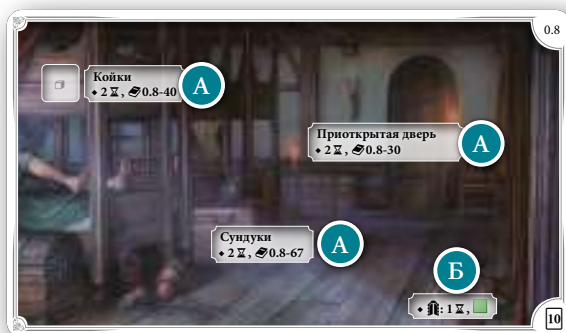 0.8
Койки
2, 0.8-40
А
Приоткрытая дверь
2, 0.8-30
А
Сундуки
2, 0.8-67
А
Б
: 1,
10